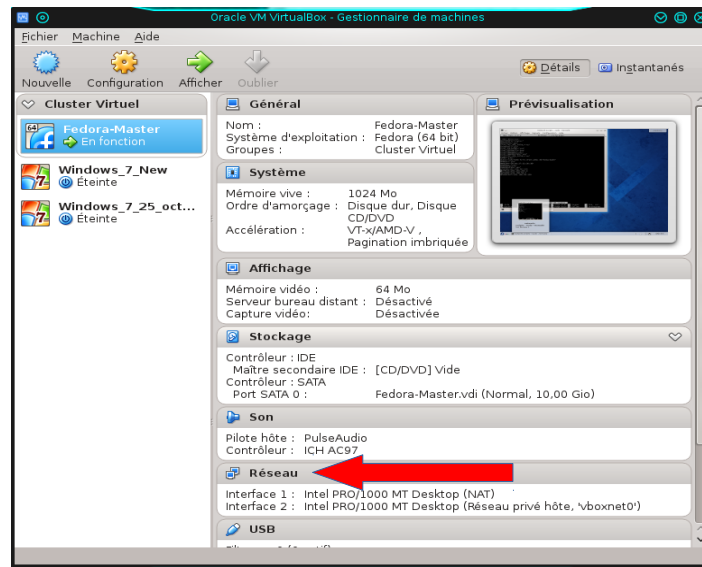 Oracle VM VirtualBox - Gestionnaire de machines
Fichier Machine Aide
Nouvelle Configuration Afficher Oublier
Détails Instantanés
Cluster Virtuel
64
Fedora-Master
En fonction
7
Windows_7_New
Éteinte
7
Windows_7_25_oct...
Éteinte
Général
Nom : Fedora-Master
Système d'exploitation : Fedora (64 bit)
Groupes : Cluster Virtuel
Prévisualisation
Système
Mémoire vive : 1024 Mo
Ordre d'amorçage : Disque dur, Disque
CD/DVD
Accélération : VT-x/AMD-V ,
Pagination imbriquée
Affichage
Mémoire vidéo : 64 Mo
Serveur bureau distant : Désactivé
Capture vidéo: Désactivée
Stockage
Contrôleur : IDE
Maître secondaire IDE : [CD/DVD] Vide
Contrôleur : SATA
Port SATA 0 : Fedora-Master.vdi (Normal, 10,00 Gio)
Son
Pilote hôte : PulseAudio
Contrôleur : ICH AC97
Réseau
Interface 1 : Intel PRO/1000 MT Desktop (NAT)
Interface 2 : Intel PRO/1000 MT Desktop (Réseau privé hôte, 'vboxnet0')
USB